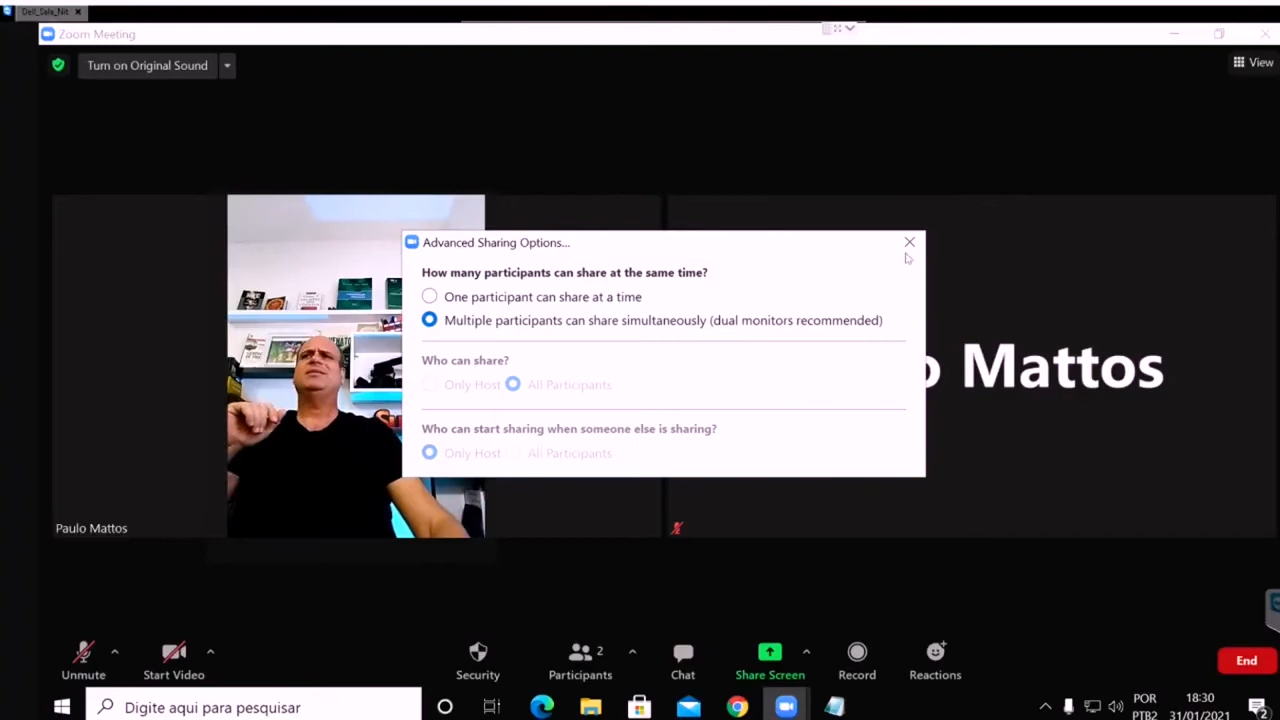 Dell_Sala_Nit
Zoom Meeting
Turn on Original Sound
View
Advanced Sharing Options...
How many participants can share at the same time?
One participant can share at a time
Multiple participants can share simultaneously (dual monitors recommended)
Who can share?
Only Host All Participants
Who can start sharing when someone else is sharing?
Only Host All Participants
o Mattos
Paulo Mattos
2
Unmute Start Video Security Participants Chat Share Screen Record Reactions
End
Digite aqui para pesquisar
POR 18:30
PTB2 31/01/2021 2